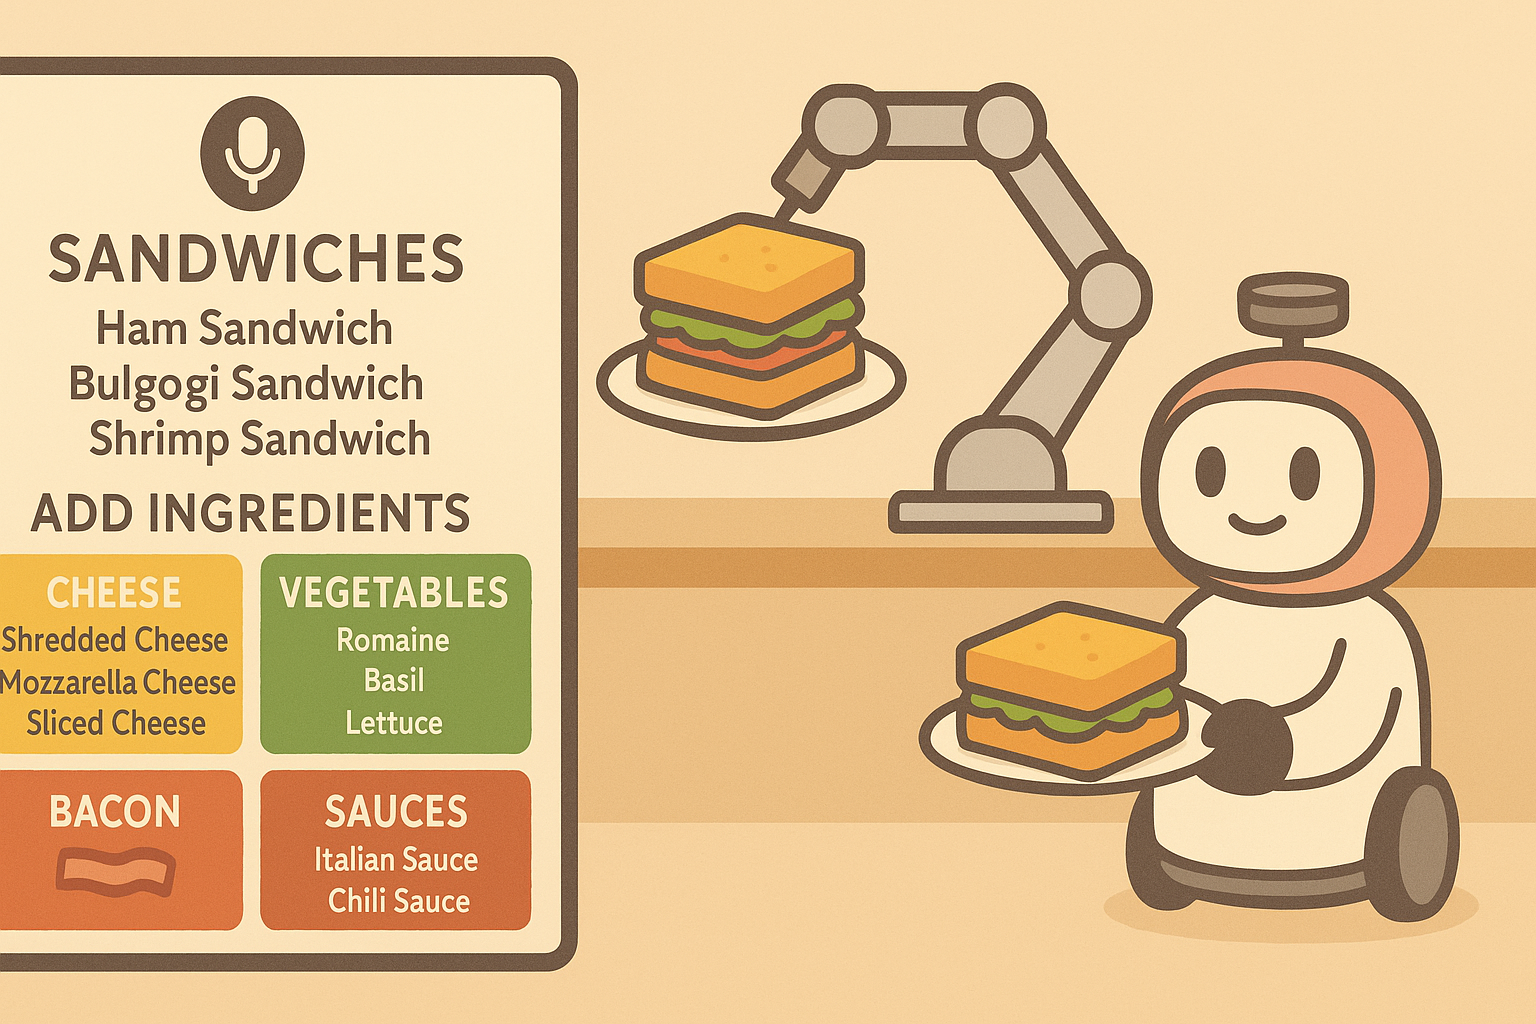 SANDWICHES
Ham Sandwich
Bulgogi Sandwich
Shrimp Sandwich
ADD INGREDIENTS
CHEESE
Shredded Cheese
Mozzarella Cheese
Sliced Cheese
VEGETABLES
Romaine
Basil
Lettuce
BACON
SAUCES
Italian Sauce
Chili Sauce